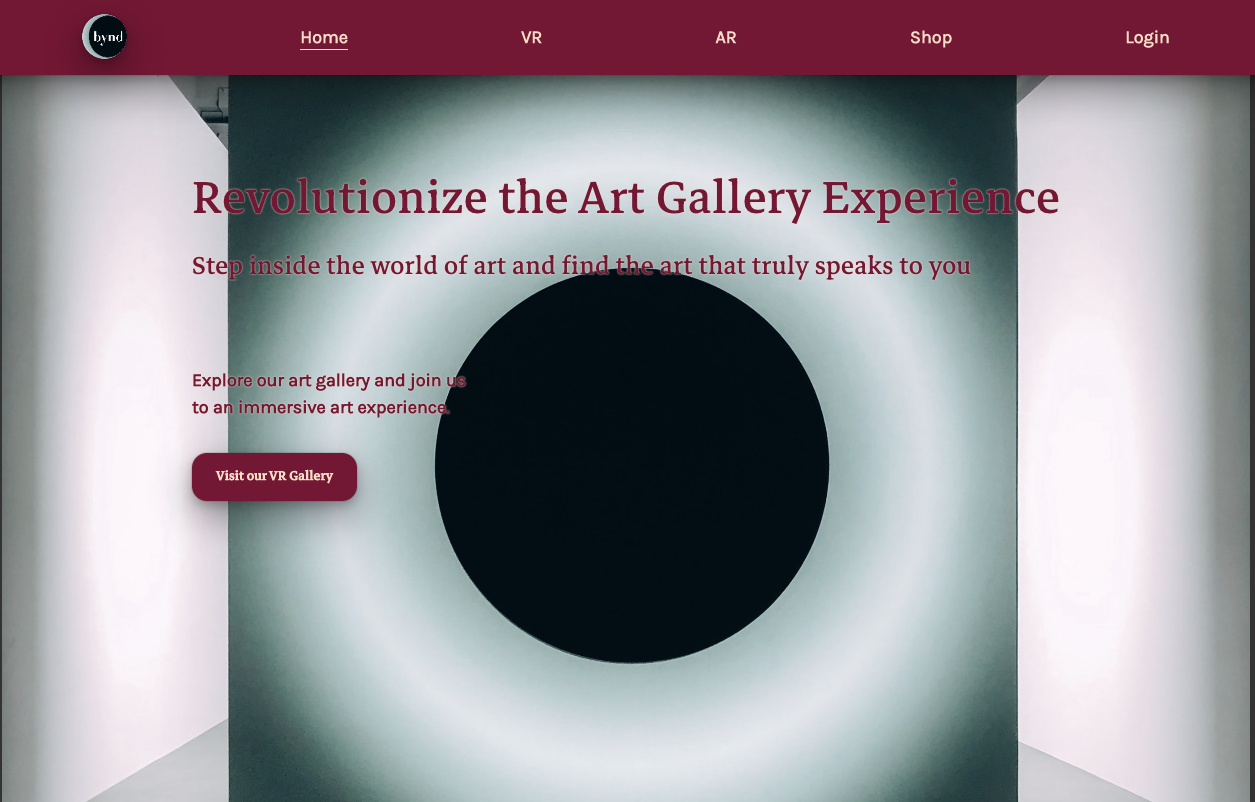 bynd
Home
VR
AR
Shop
Login
Revolutionize the Art Gallery Experience
Step inside the world of art and find the art that truly speaks to you
Explore our art gallery and join us
to an immersive art experience.
Visit our VR Gallery